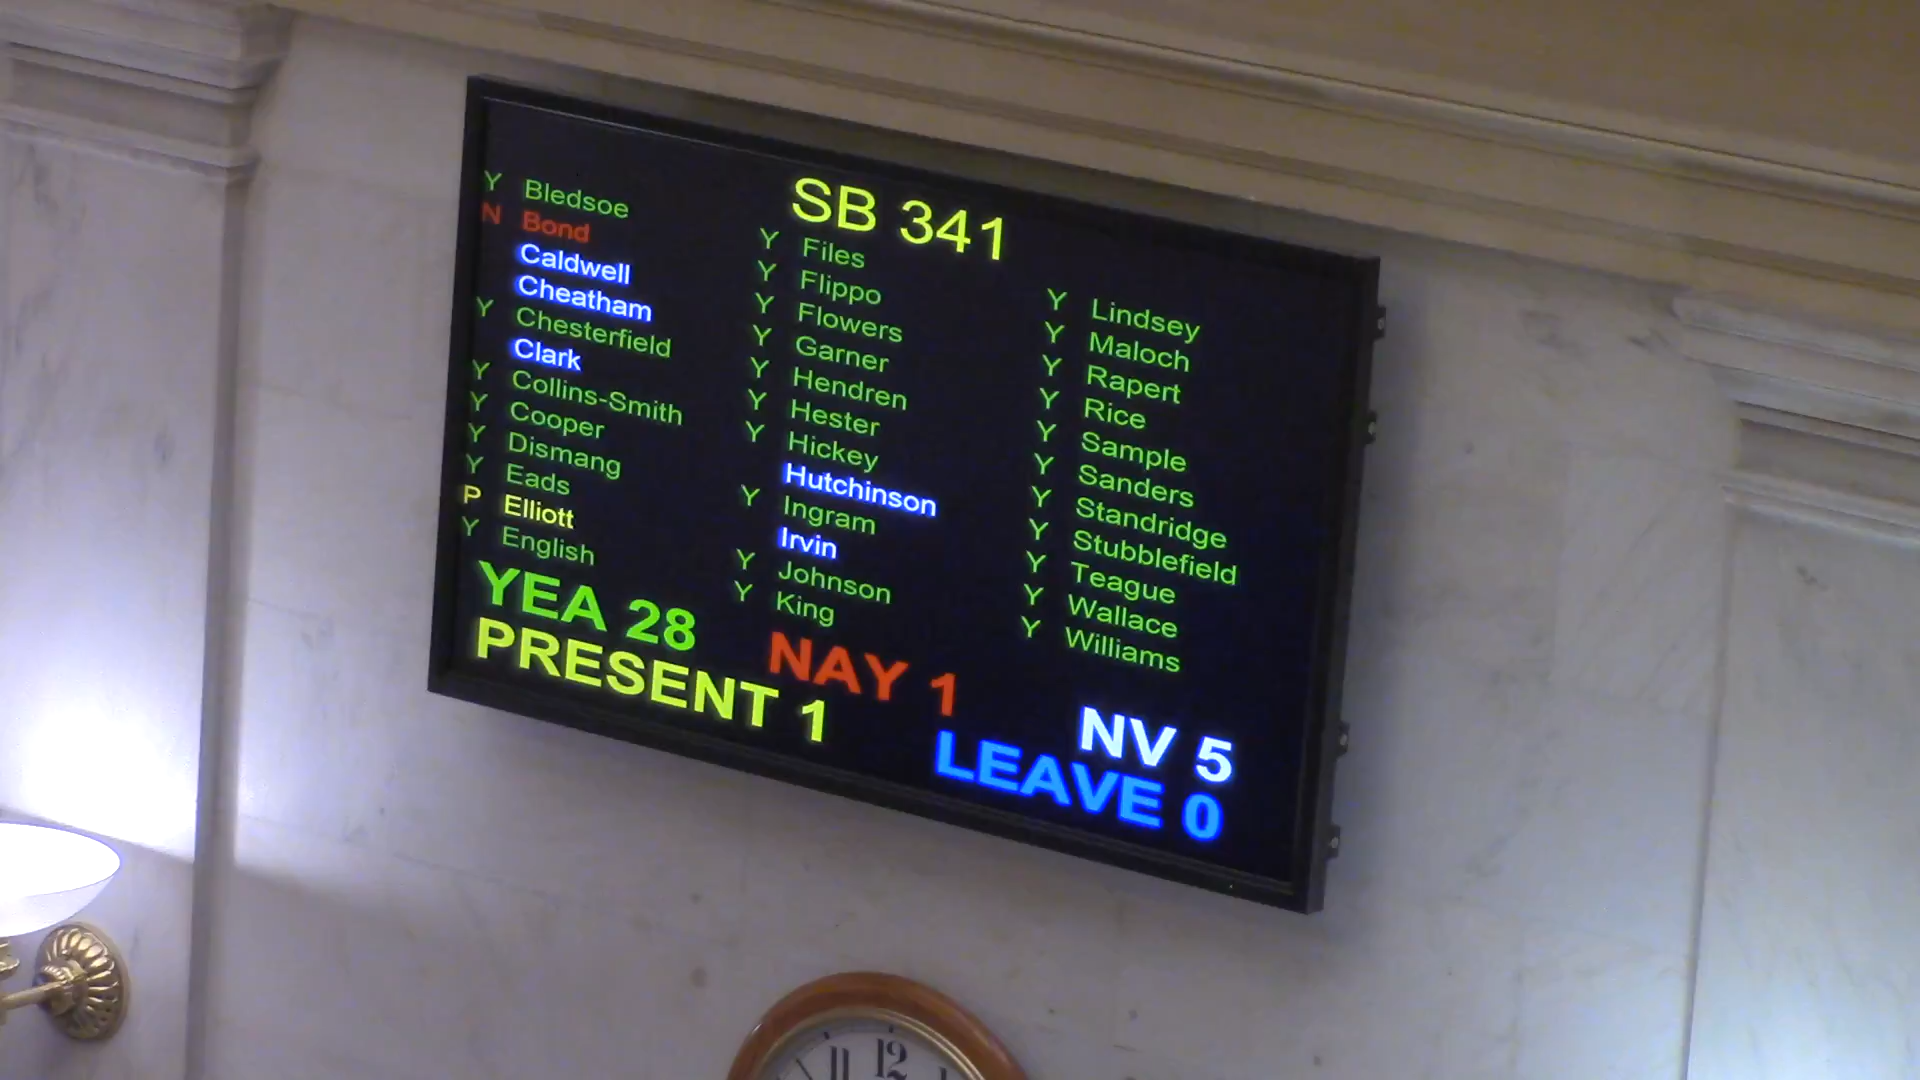 SB 341
Y Bledsoe
N Bond
Caldwell
Cheatham
Y Chesterfield
Clark
Y Collins-Smith
Y Cooper
Y Dismang
Y Eads
P Elliott
Y English
Y Files
Y Flippo
Y Flowers
Y Garner
Y Hendren
Y Hester
Y Hickey
Hutchinson
Y Ingram
Irvin
Y Johnson
Y King
Y Lindsey
Y Maloch
Y Rapert
Y Rice
Y Sample
Y Sanders
Y Standridge
Y Stubblefield
Y Teague
Y Wallace
Y Williams
YEA 28 NAY 1 NV 5
PRESENT 1 LEAVE 0
11 12